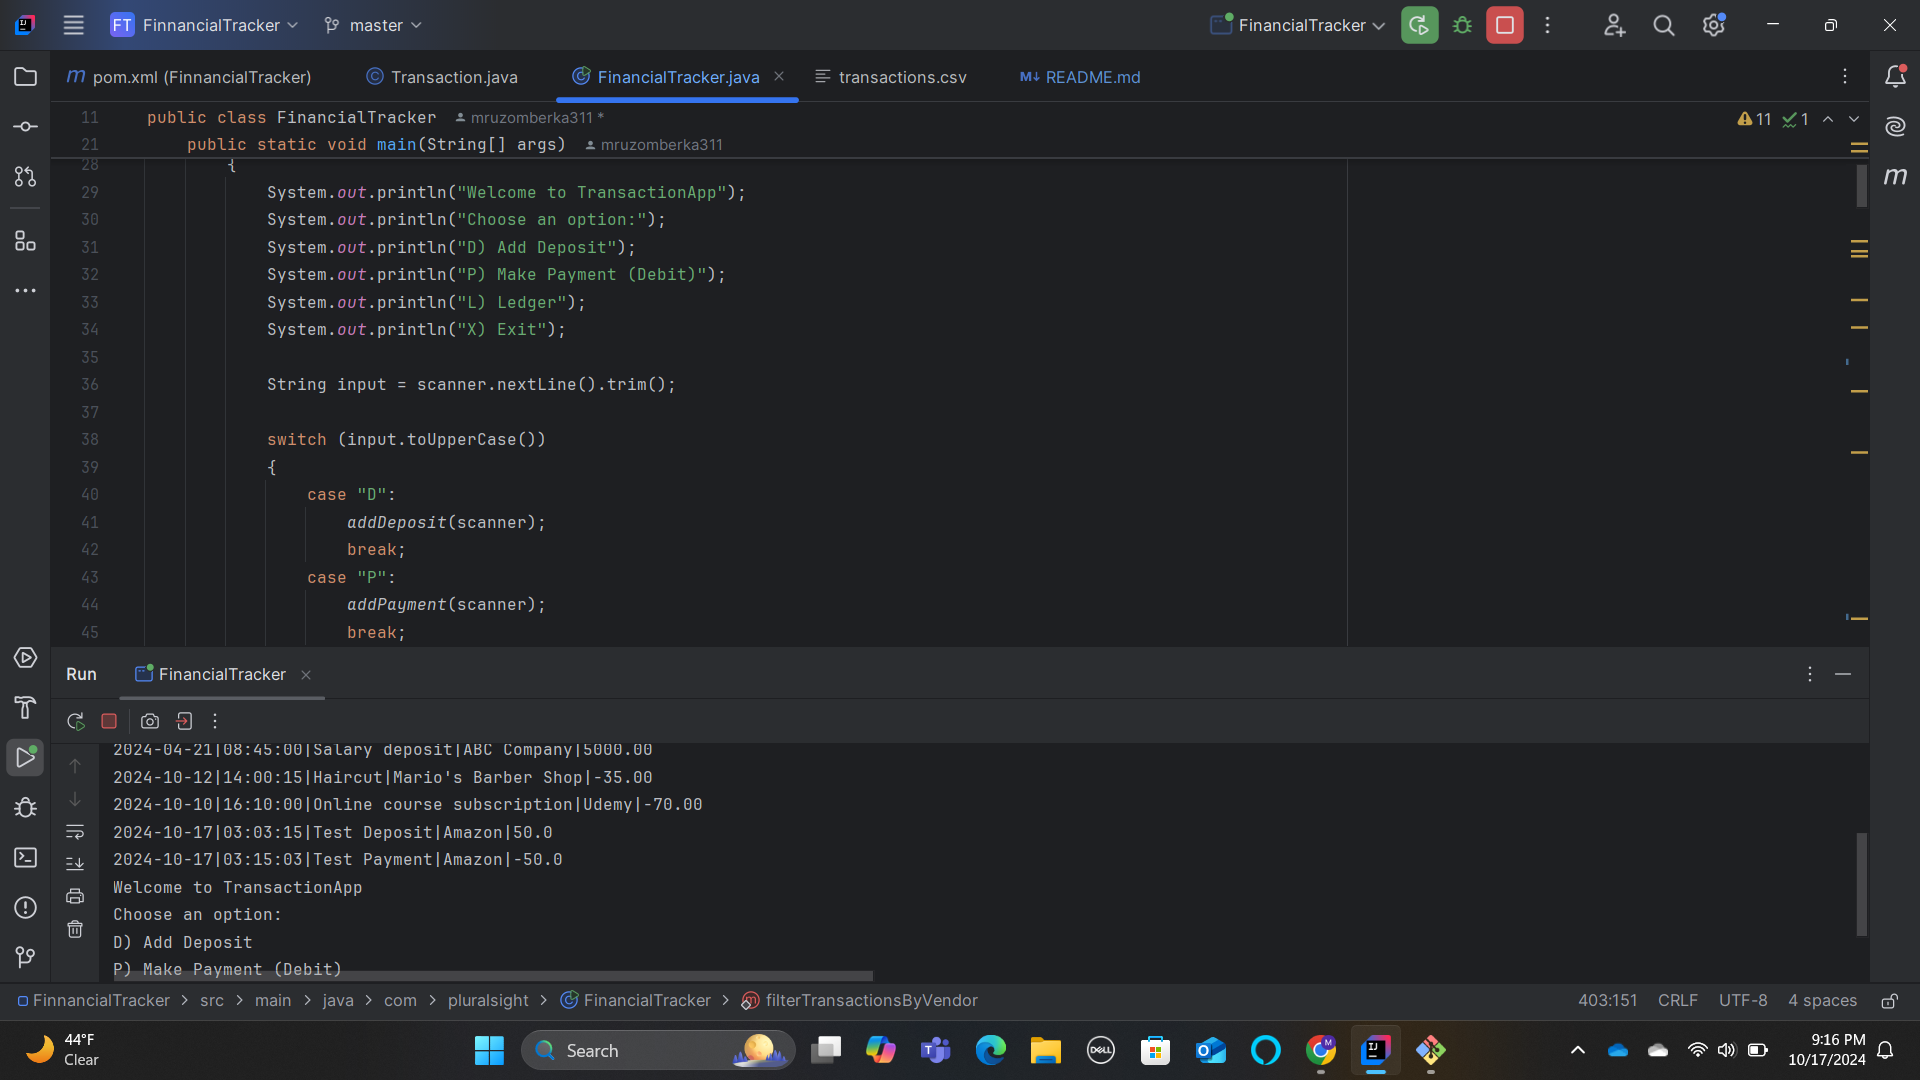 FT FinnancialTracker master FinancialTracker
pom.xml (FinnancialTracker) Transaction.java FinancialTracker.java transactions.csv README.md
11 public class FinancialTracker mruzomberka311 * 11 1
21 public static void main(String[] args) mruzomberka311
28 {
29 System.out.println("Welcome to TransactionApp");
30 System.out.println("Choose an option:");
31 System.out.println("D) Add Deposit");
32 System.out.println("P) Make Payment (Debit)");
33 System.out.println("L) Ledger");
34 System.out.println("X) Exit");
35
36 String input = scanner.nextLine().trim();
37
38 switch (input.toUpperCase())
39 {
40 case "D":
41 addDeposit(scanner);
42 break;
43 case "P":
44 addPayment(scanner);
45 break;
Run FinancialTracker
2024-04-21|08:45:00|Salary deposit|ABC Company|5000.00
2024-10-12|14:00:15|Haircut|Mario's Barber Shop|-35.00
2024-10-10|16:10:00|Online course subscription|Udemy|-70.00
2024-10-17|03:03:15|Test Deposit|Amazon|50.0
2024-10-17|03:15:03|Test Payment|Amazon|-50.0
Welcome to TransactionApp
Choose an option:
D) Add Deposit
P) Make Payment (Debit)
FinnancialTracker > src > main > java > com > pluralsight > FinancialTracker > filterTransactionsByVendor 403:151 CRLF UTF-8 4 spaces
44°F
Clear
Search
9:16 PM
10/17/2024